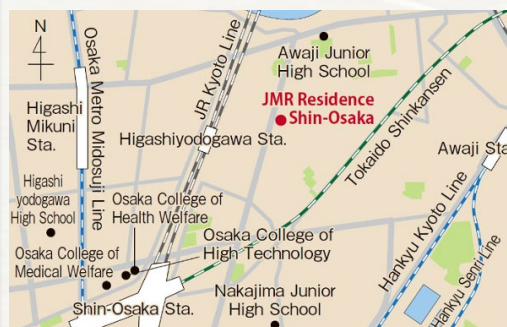 N
4
Osaka Metro Midosuji Line
JR Kyoto Line
Awaji Junior
High School
JMR Residence
Shin-Osaka
Higashi
Mikuni
Sta.
Higashiyodogawa Sta.
Tokaido Shinkansen
Awaji Sta
Higashi
yodogawa
High School
Osaka College of
Health Welfare
Osaka College of
High Technology
Osaka College of
Medical Welfare
Shin-Osaka Sta.
Nakajima Junior
High School
Hankyu Kyoto Line
Hankyu Senri Line